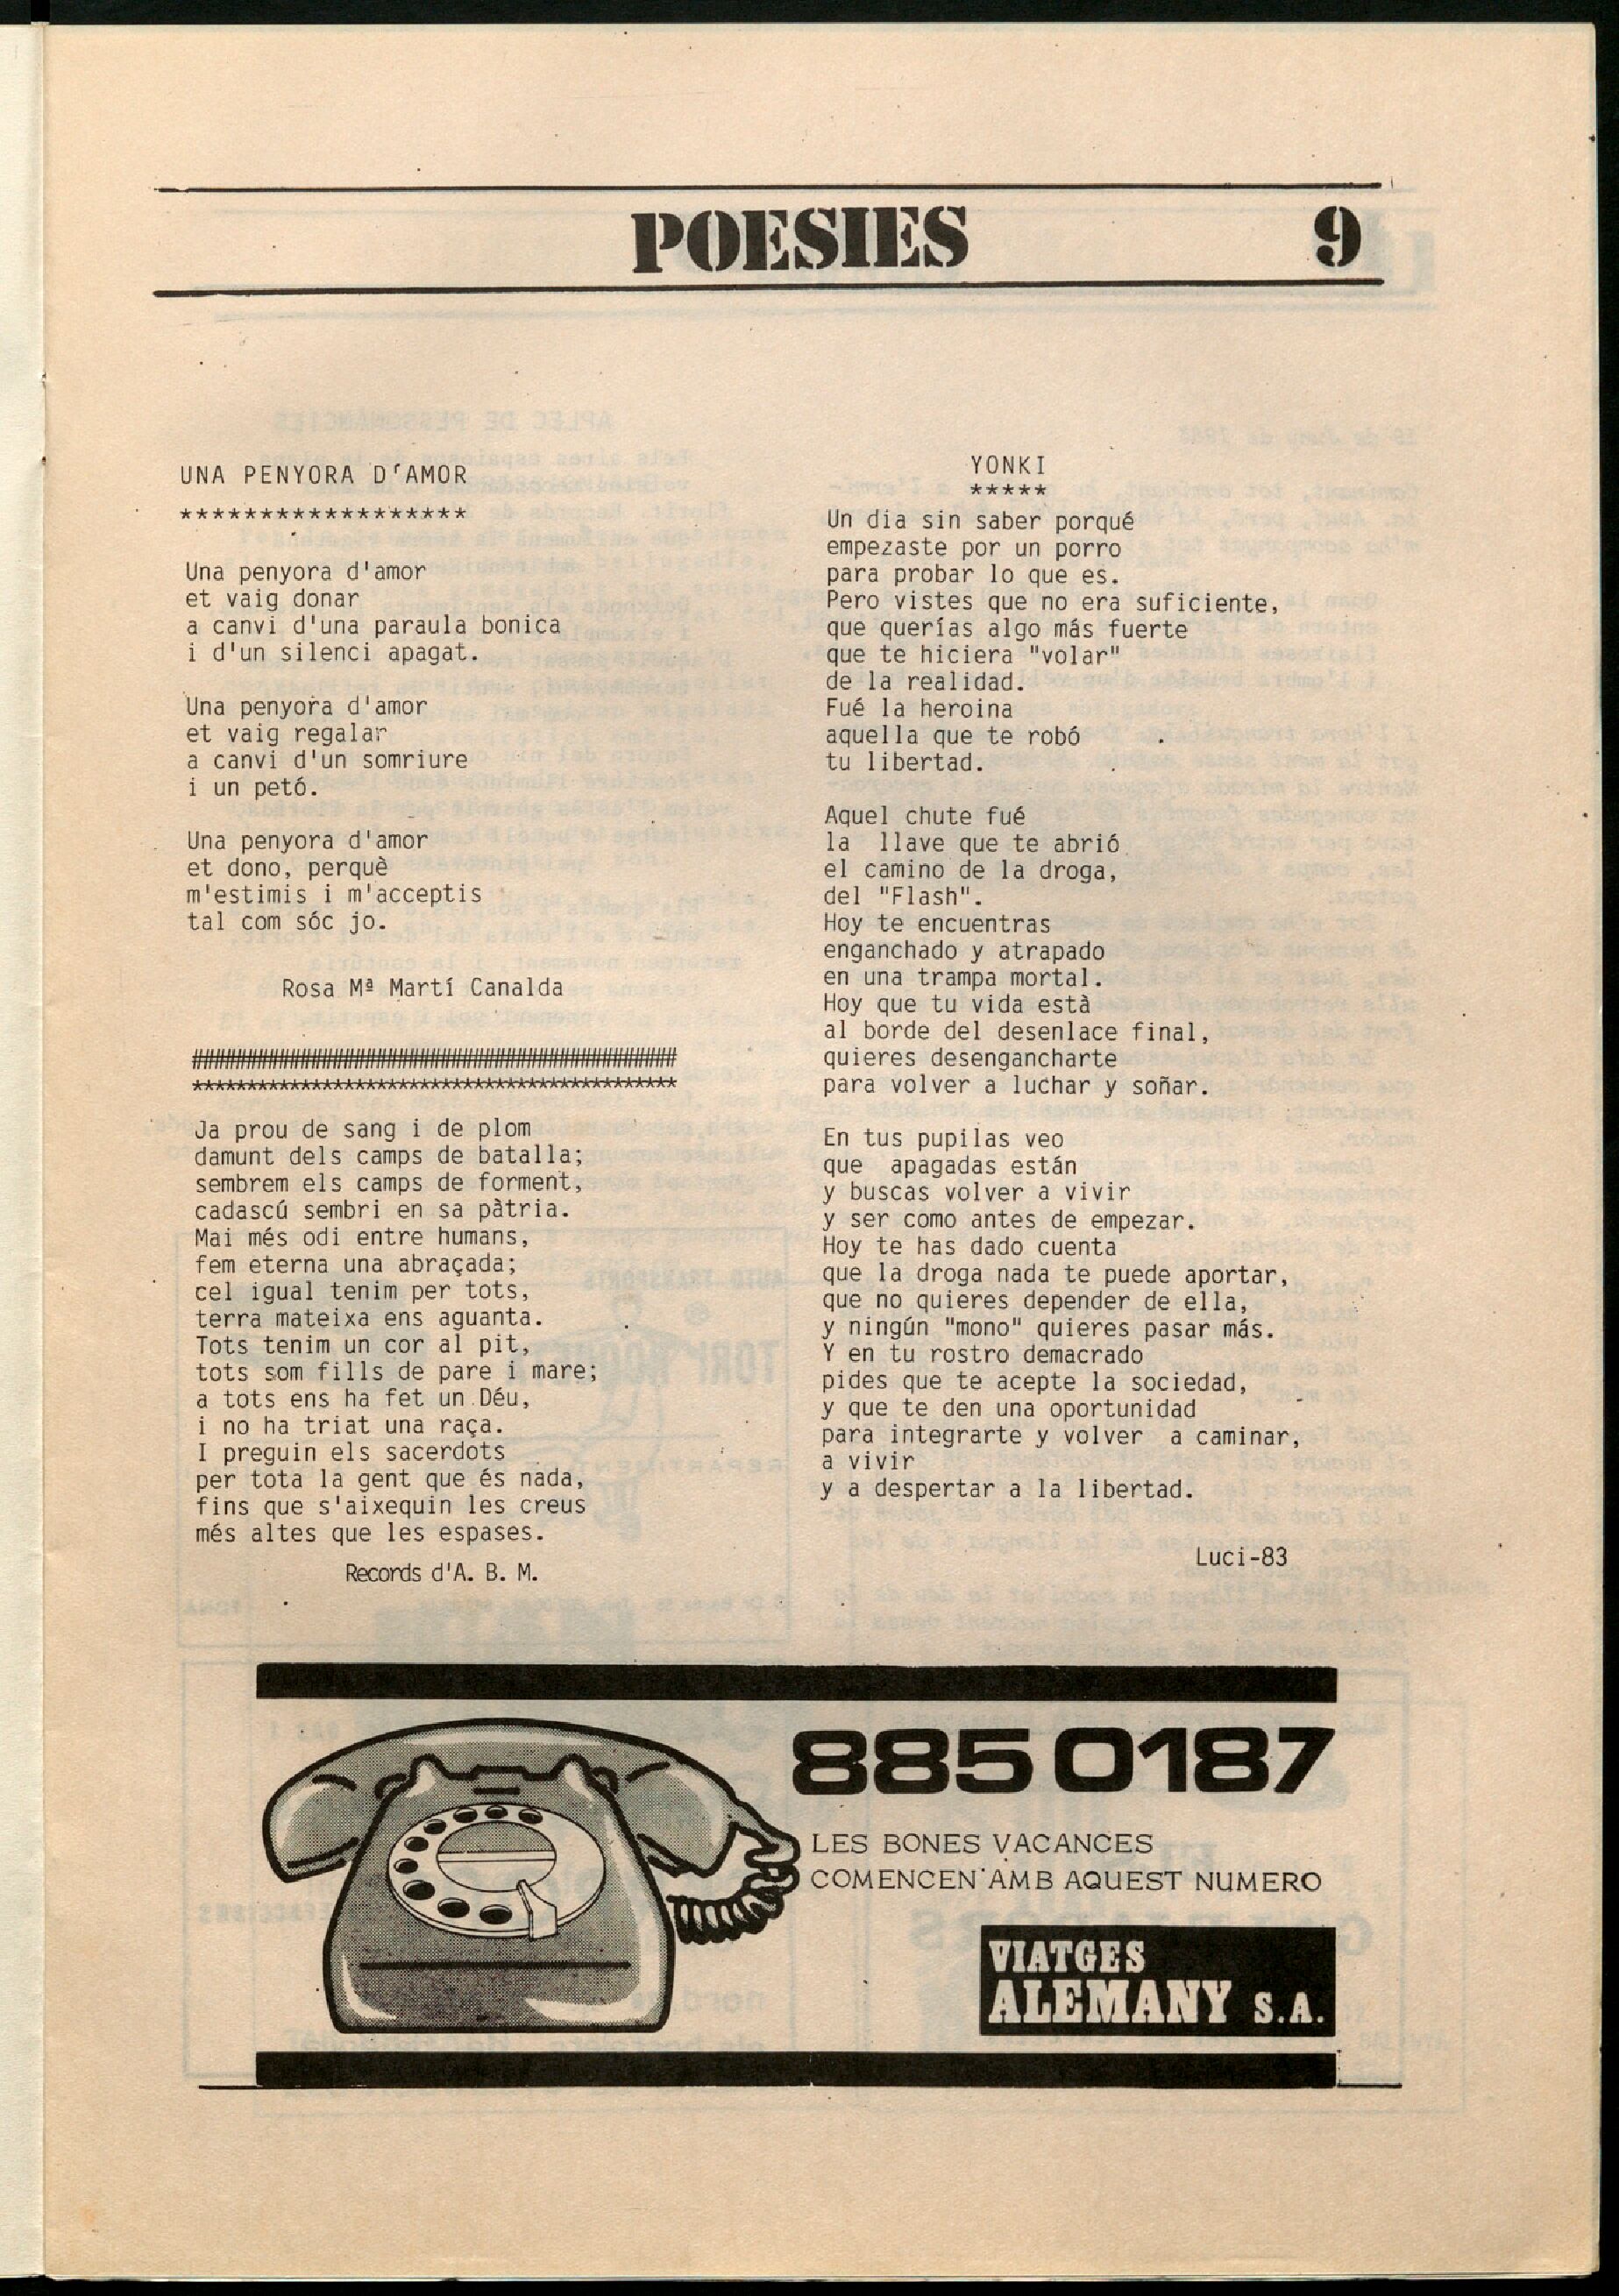 POESIES 9
UNA PENYORA D'AMOR
******************
Una penyora d'amor
et vaig donar
a canvi d'una paraula bonica
i d'un silenci apagat.
Una penyora d'amor
et vaig regalar
a canvi d'un somriure
i un petó.
Una penyora d'amor
et dono, perquè
m'estimis i m'acceptis
tal com sóc jo.
Rosa Mª Martí Canalda
Ja prou de sang i de plom
damunt dels camps de batalla;
sembrem els camps de forment,
cadascú sembri en sa pàtria.
Mai més odi entre humans,
fem eterna una abraçada;
cel igual tenim per tots,
terra mateixa ens aguanta.
Tots tenim un cor al pit,
tots som fills de pare i mare;
a tots ens ha fet un Déu,
i no ha triat una raça.
I preguin els sacerdots
per tota la gent que és nada,
fins que s'aixequin les creus
més altes que les espases.
Records d'A. B. M.
YONKI
*****
Un dia sin saber porqué
empezaste por un porro
para probar lo que es.
Pero vistes que no era suficiente,
que querías algo más fuerte
que te hiciera "volar"
de la realidad.
Fué la heroina
aquella que te robó
tu libertad.
Aquel chute fué
la llave que te abrió
el camino de la droga,
del "Flash".
Hoy te encuentras
enganchado y atrapado
en una trampa mortal.
Hoy que tu vida està
al borde del desenlace final,
quieres desengancharte
para volver a luchar y soñar.
En tus pupilas veo
que apagadas están
y buscas volver a vivir
y ser como antes de empezar.
Hoy te has dado cuenta
que la droga nada te puede aportar,
que no quieres depender de ella,
y ningún "mono" quieres pasar más.
Y en tu rostro demacrado
pides que te acepte la sociedad,
y que te den una oportunidad
para integrarte y volver a caminar,
a vivir
y a despertar a la libertad.
Luci-83
885 0187
LES BONES VACANCES
COMENCEN AMB AQUEST NUMERO
VIATGES
ALEMANY S.A.